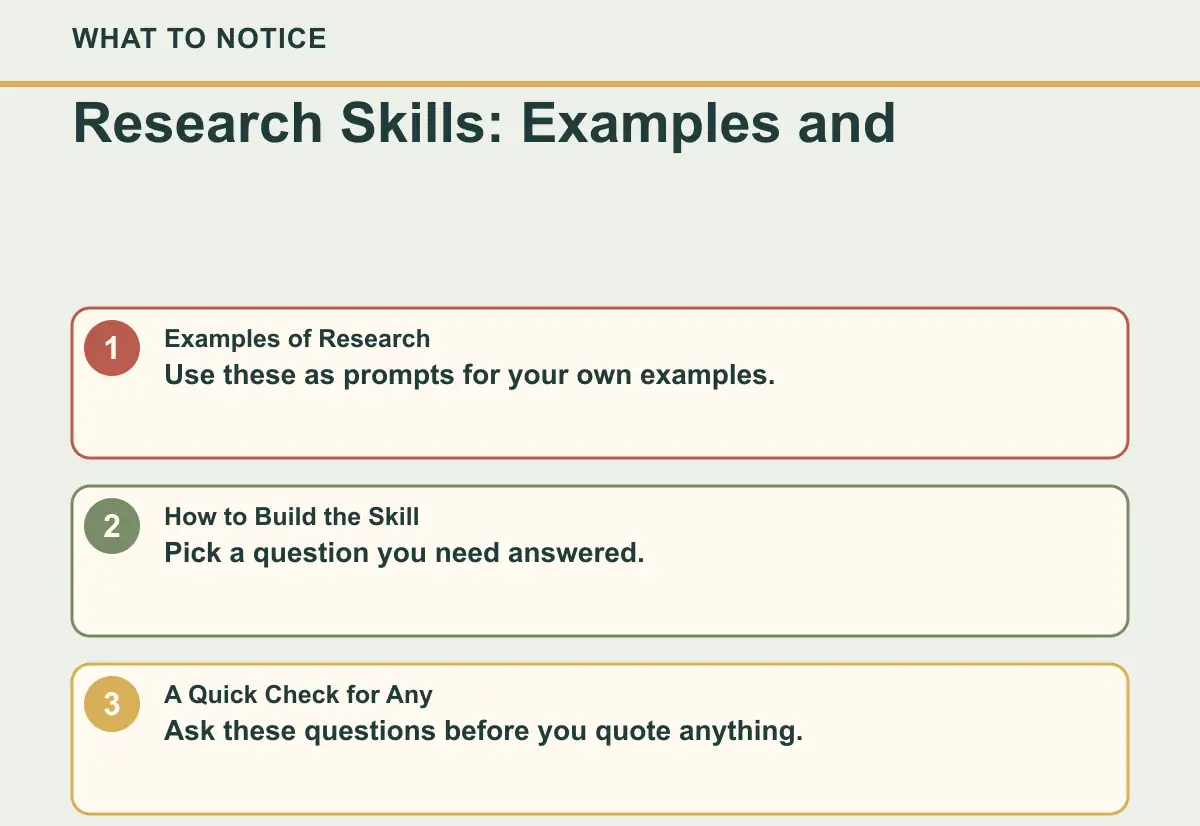 WHAT TO NOTICE
Research Skills: Examples and
1
Examples of Research
Use these as prompts for your own examples.
2
How to Build the Skill
Pick a question you need answered.
3
A Quick Check for Any
Ask these questions before you quote anything.